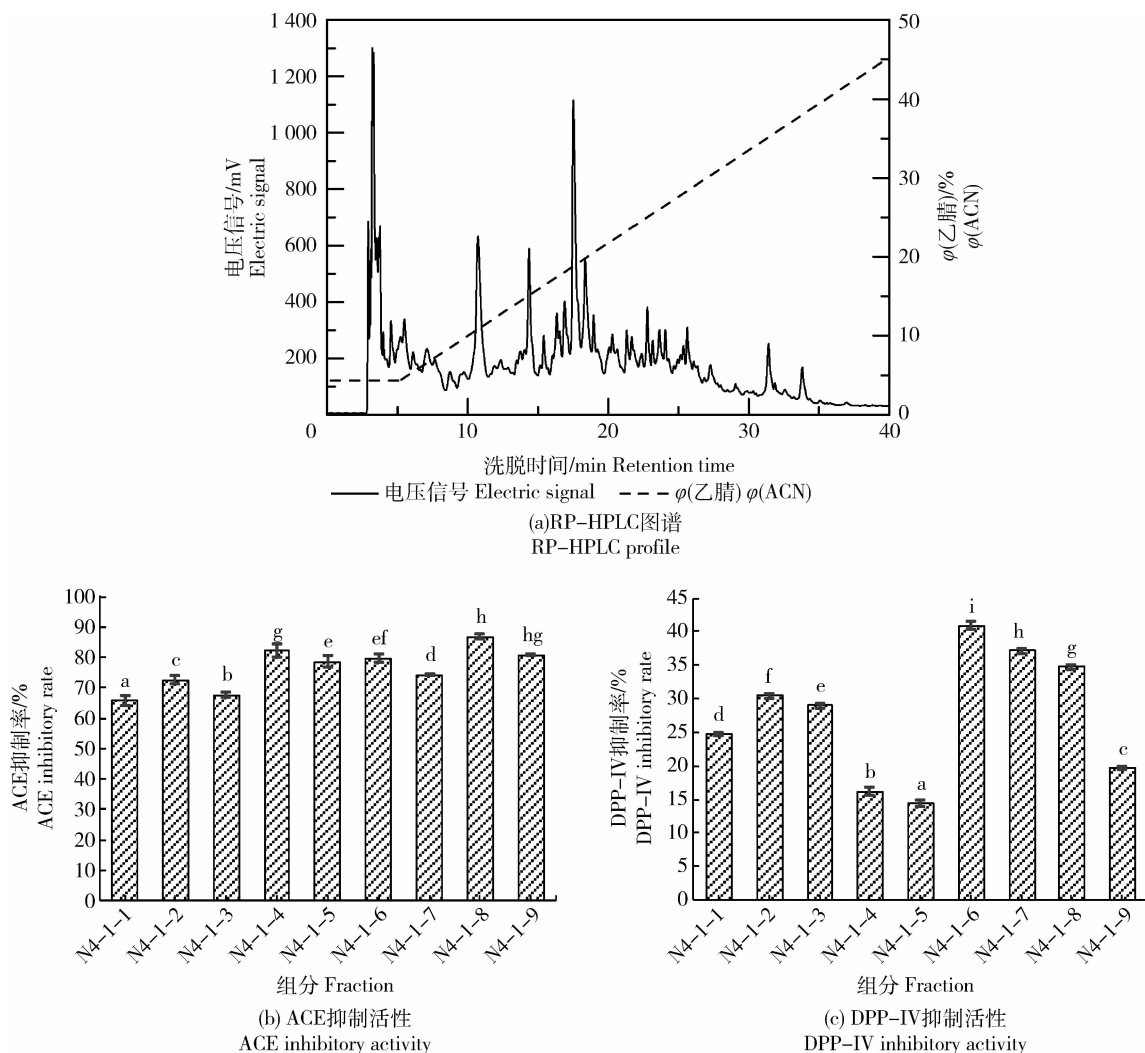 1 400
1 200
1 000
800
600
400
200
0
10
20
30
40
50
40
30
20
10
0
电压信号/mV
Electric signal
φ(乙腈)/%
φ(ACN)
洗脱时间/min Retention time
电压信号 Electric signal φ(乙腈) φ(ACN)
(a)RP-HPLC图谱
RP-HPLC profile
100
90
80
70
60
50
40
30
20
10
0
ACE抑制率/%
ACE inhibitory rate
a
c
b
g
e
ef
d
h
hg
N4-1-1
N4-1-2
N4-1-3
N4-1-4
N4-1-5
N4-1-6
N4-1-7
N4-1-8
N4-1-9
组分 Fraction
(b) ACE抑制活性
ACE inhibitory activity
45
40
35
30
25
20
15
10
5
0
DPP-IV抑制率/%
DPP-IV inhibitory rate
d
f
e
b
a
i
h
g
c
N4-1-1
N4-1-2
N4-1-3
N4-1-4
N4-1-5
N4-1-6
N4-1-7
N4-1-8
N4-1-9
组分 Fraction
(c) DPP-IV抑制活性
DPP-IV inhibitory activity